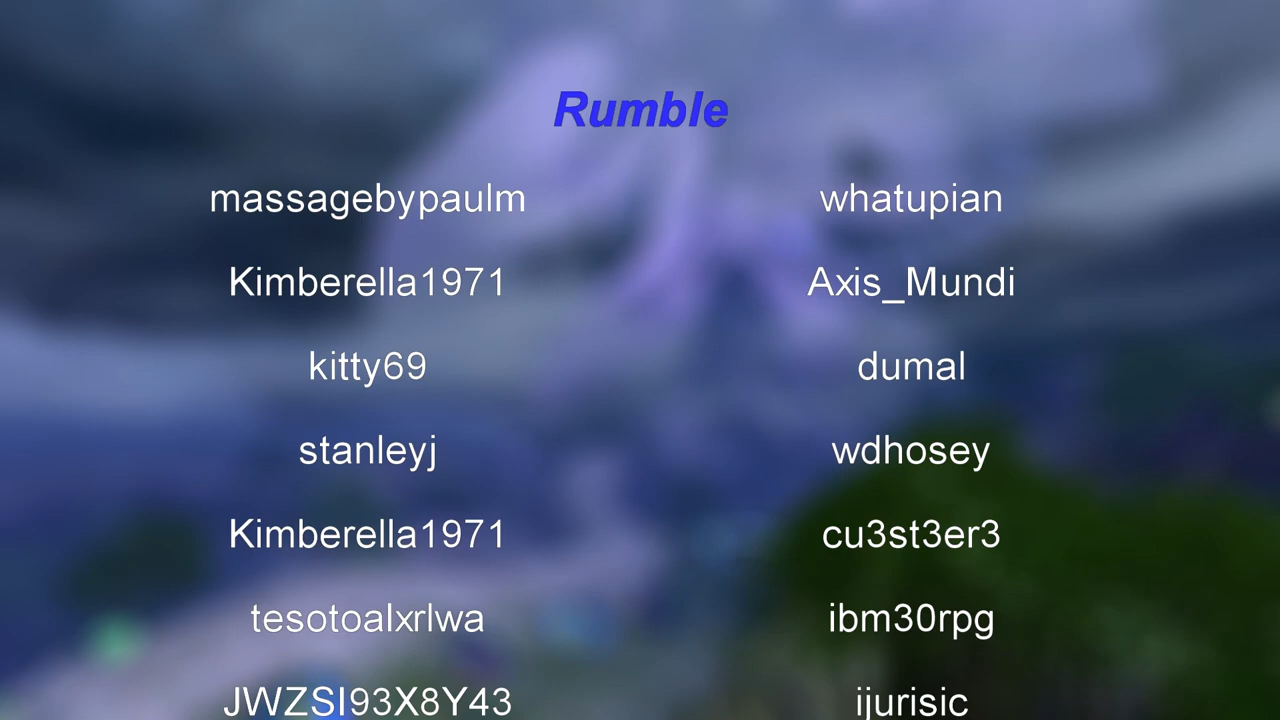 Rumble
massagebypaulm whatupian
Kimberella1971 Axis_Mundi
kitty69 dumal
stanleyj wdhosey
Kimberella1971 cu3st3er3
tesotoalxrlwa ibm30rpg
JWZSI93X8Y43 ijurisic